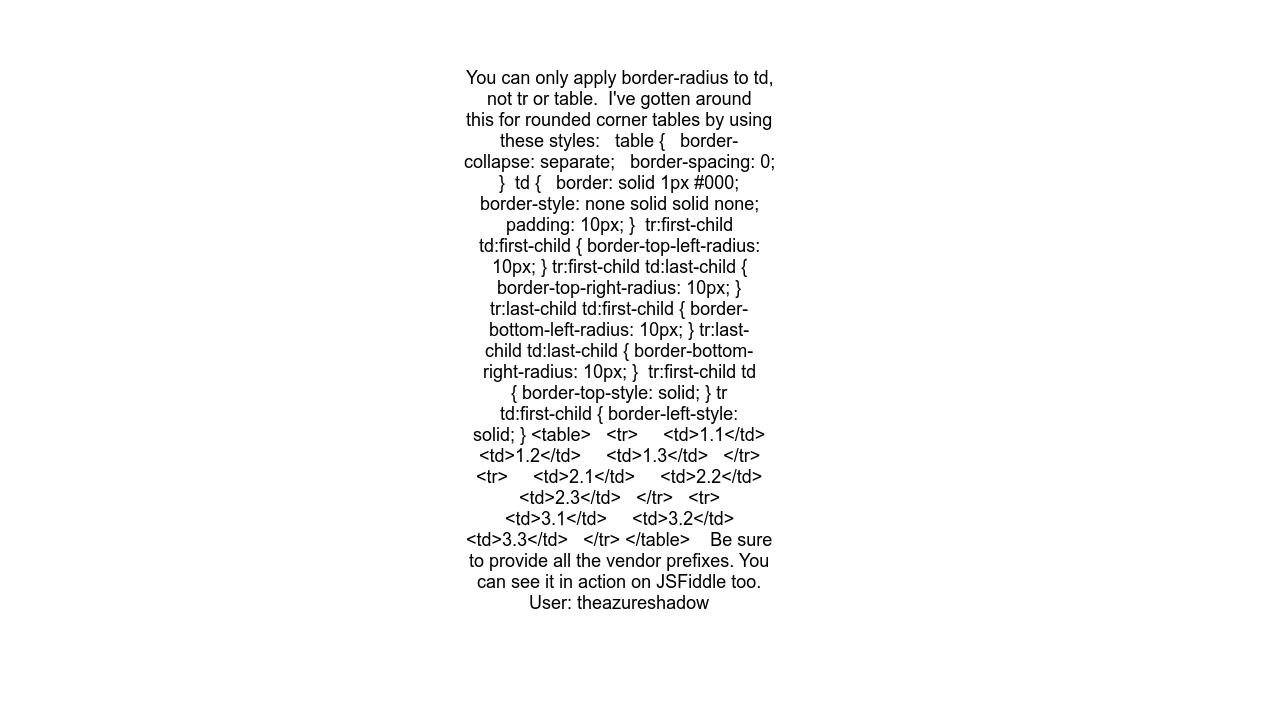 You can only apply border-radius to td,
not tr or table.  I've gotten around
this for rounded corner tables by using
these styles:   table {   border-
collapse: separate;   border-spacing: 0;
}  td {   border: solid 1px #000;
border-style: none solid solid none;
padding: 10px; }  tr:first-child
td:first-child { border-top-left-radius:
10px; } tr:first-child td:last-child {
border-top-right-radius: 10px; }
tr:last-child td:first-child { border-
bottom-left-radius: 10px; } tr:last-
child td:last-child { border-bottom-
right-radius: 10px; }  tr:first-child td
{ border-top-style: solid; } tr
td:first-child { border-left-style:
solid; } <table>   <tr>     <td>1.1</td>
<td>1.2</td>     <td>1.3</td>   </tr>
<tr>     <td>2.1</td>     <td>2.2</td>
<td>2.3</td>   </tr>   <tr>
<td>3.1</td>     <td>3.2</td>
<td>3.3</td>   </tr> </table>    Be sure
to provide all the vendor prefixes. You
can see it in action on JSFiddle too.
User: theazureshadow